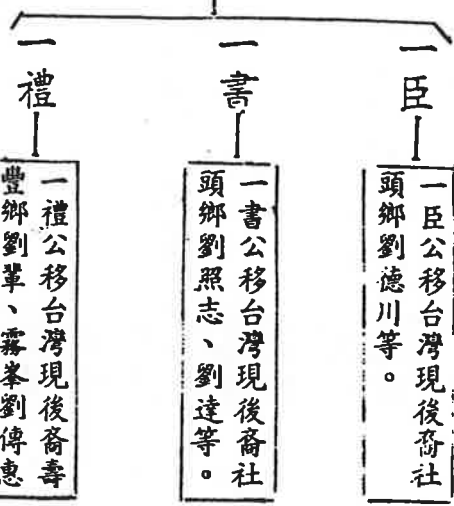 一臣
一臣公移台灣現後裔社
頭鄉劉德川等。
一書
一書公移台灣現後裔社
頭鄉劉照志、劉達等。
一禮
一禮公移台灣現後裔壽
豐鄉劉輩、霧峯劉傳惠